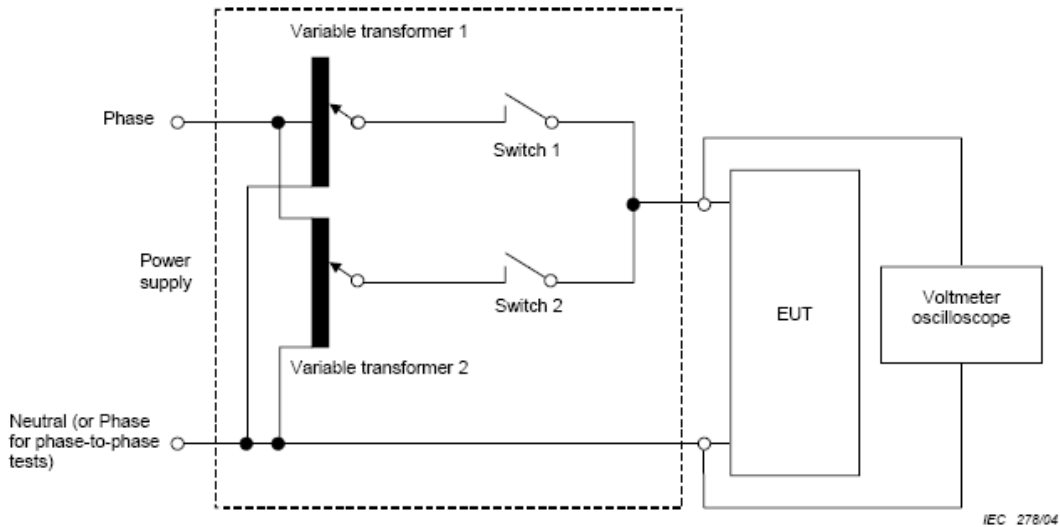 Variable transformer 1
Phase
Switch 1
Power
supply
Switch 2
EUT
Voltmeter
oscilloscope
Variable transformer 2
Neutral (or Phase
for phase-to-phase
tests)
IEC 278/04